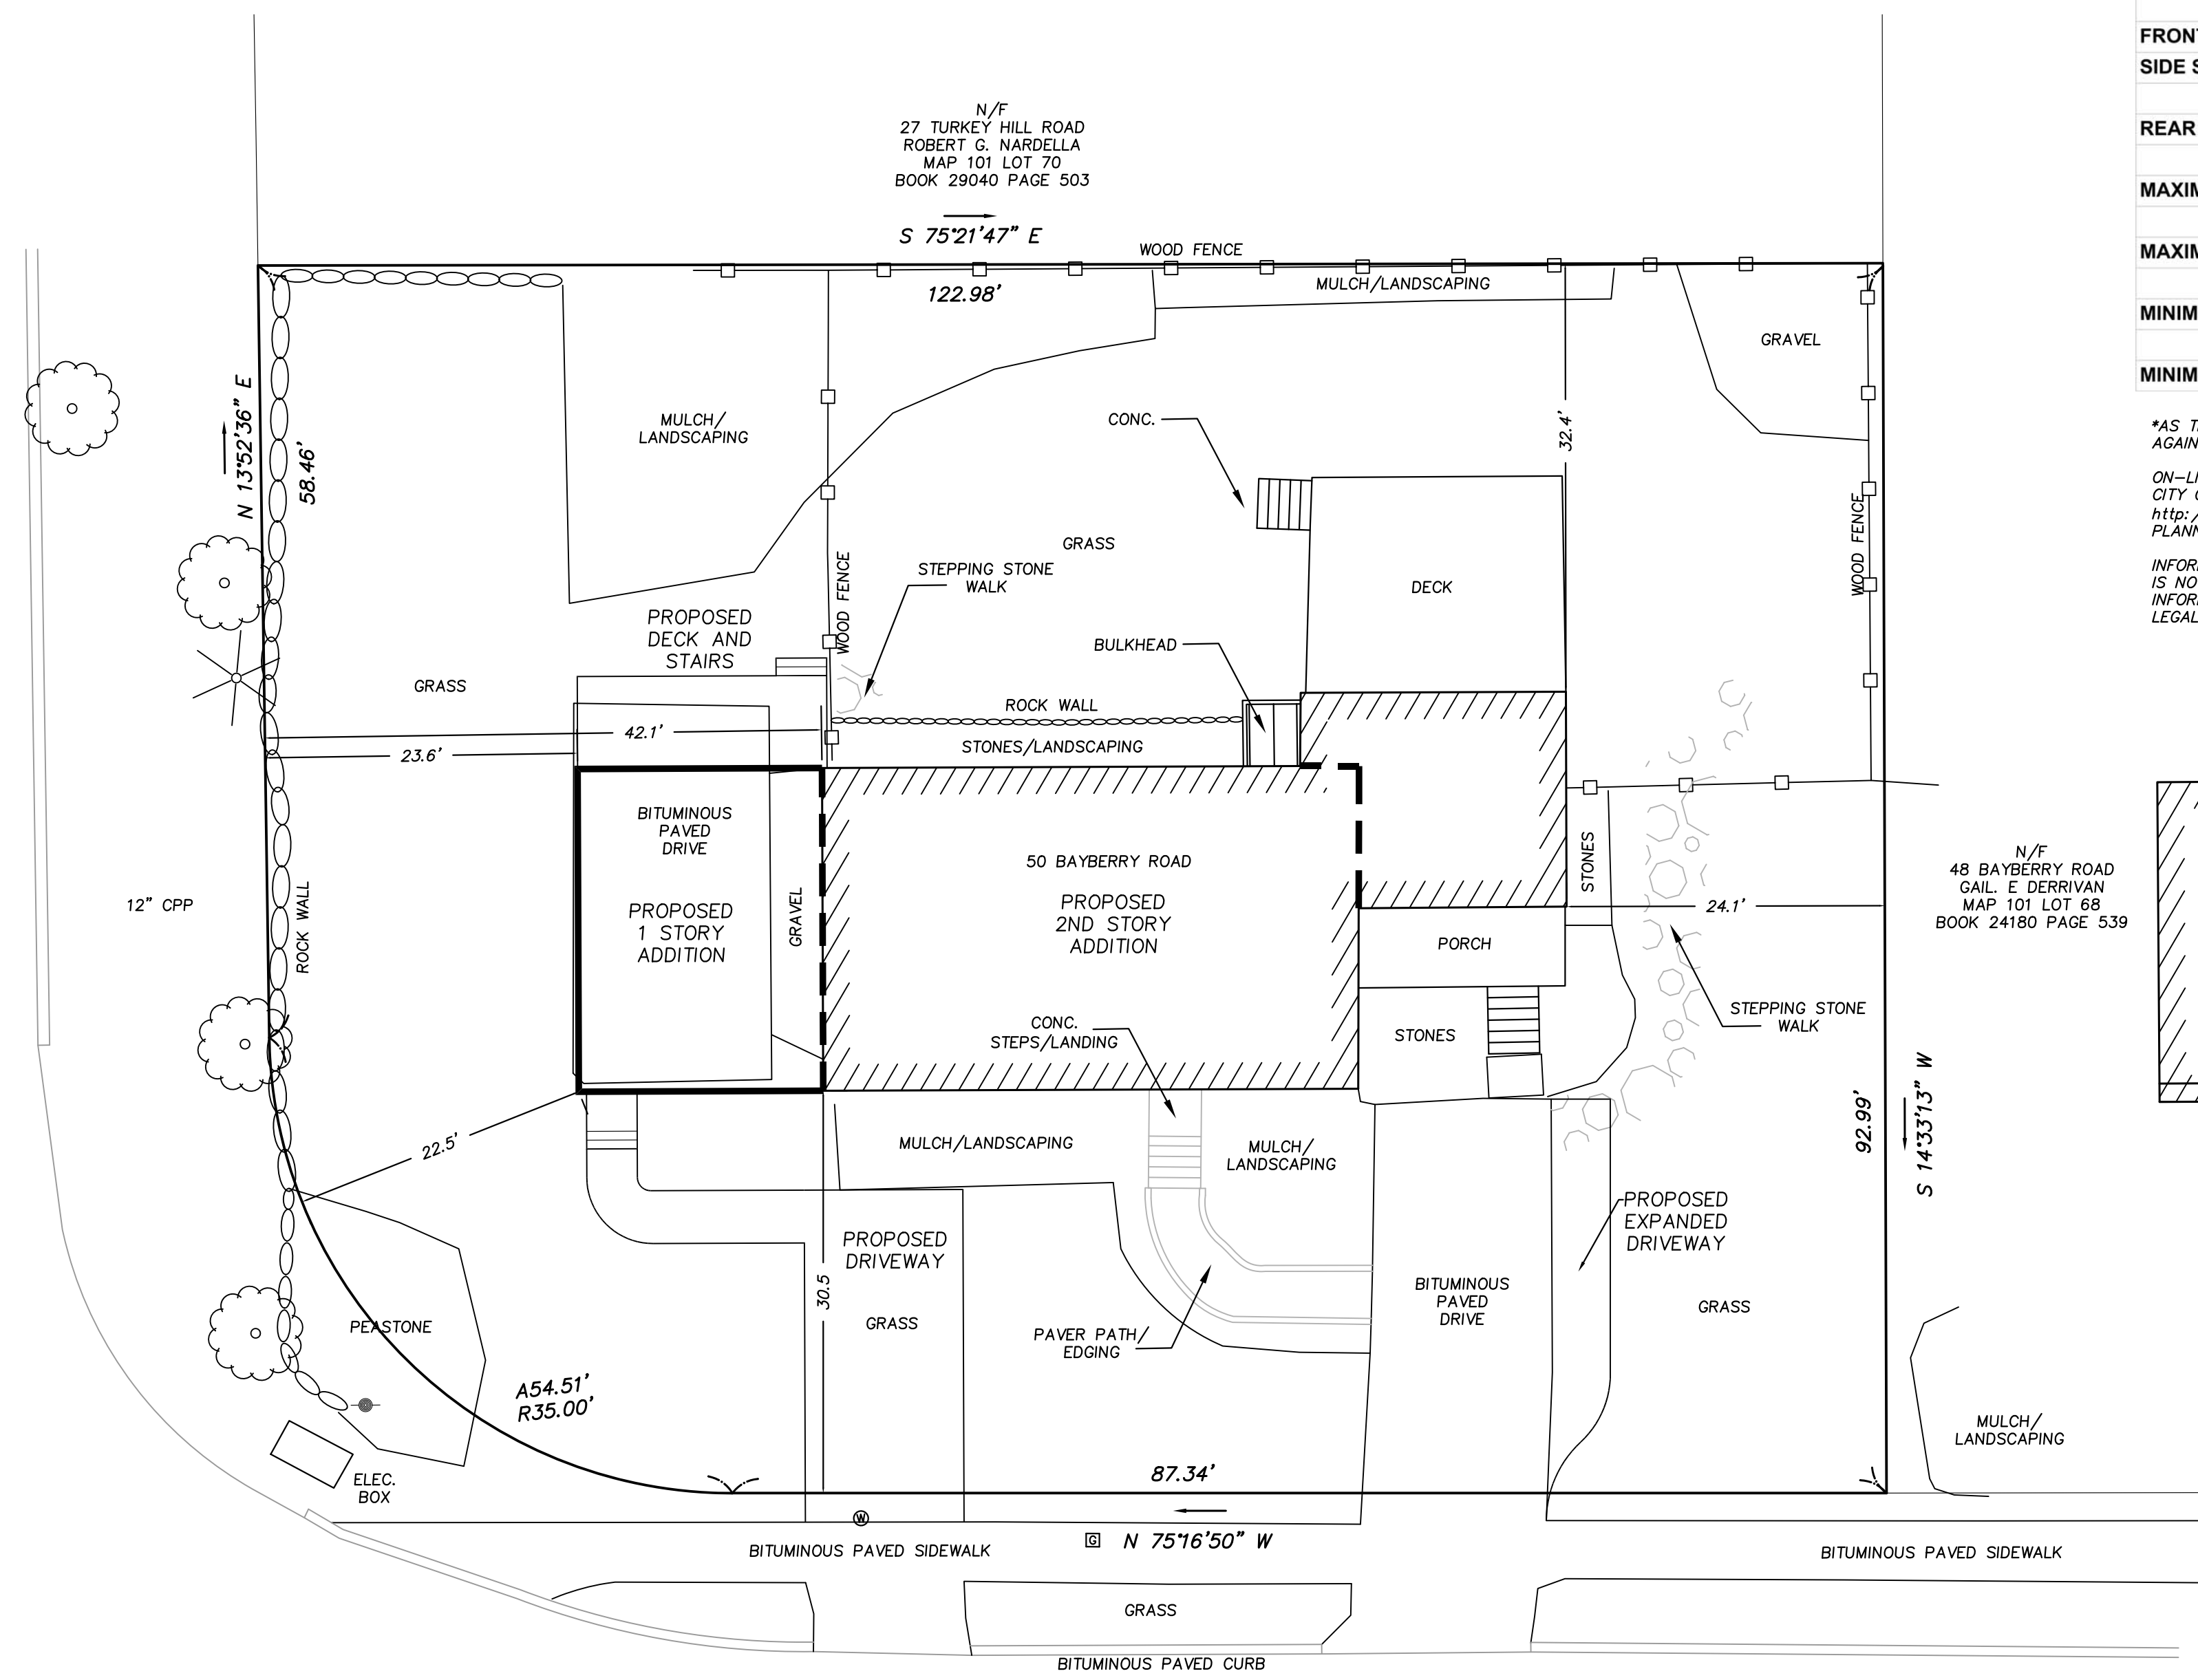 N/F
27 TURKEY HILL ROAD
ROBERT G. NARDELLA
MAP 101 LOT 70
BOOK 29040 PAGE 503
S 75°21'47" E
WOOD FENCE
122.98'
MULCH/LANDSCAPING
GRAVEL
N 13°52'36" E
58.46'
MULCH/
LANDSCAPING
CONC.
32.4'
GRASS
STEPPING STONE
WALK
WOOD FENCE
DECK
WOOD FENCE
PROPOSED
DECK AND
STAIRS
BULKHEAD
GRASS
ROCK WALL
STONES/LANDSCAPING
42.1'
23.6'
BITUMINOUS
PAVED
DRIVE
PROPOSED
1 STORY
ADDITION
GRAVEL
50 BAYBERRY ROAD
PROPOSED
2ND STORY
ADDITION
STONES
24.1'
N/F
48 BAYBERRY ROAD
GAIL. E DERRIVAN
MAP 101 LOT 68
BOOK 24180 PAGE 539
12" CPP
ROCK WALL
PORCH
CONC.
STEPS/LANDING
STONES
STEPPING STONE
WALK
22.5'
MULCH/LANDSCAPING
MULCH/
LANDSCAPING
92.99'
S 14°33'13" W
PROPOSED
DRIVEWAY
30.5
GRASS
PROPOSED
EXPANDED
DRIVEWAY
BITUMINOUS
PAVED
DRIVE
GRASS
PEASTONE
PAVER PATH/
EDGING
A54.51'
R35.00'
MULCH/
LANDSCAPING
ELEC.
BOX
87.34'
W
G
N 75°16'50" W
BITUMINOUS PAVED SIDEWALK
BITUMINOUS PAVED SIDEWALK
GRASS
BITUMINOUS PAVED CURB
SIDE
REAR
*AS
AGAIN
CITY
http:/
IS NO